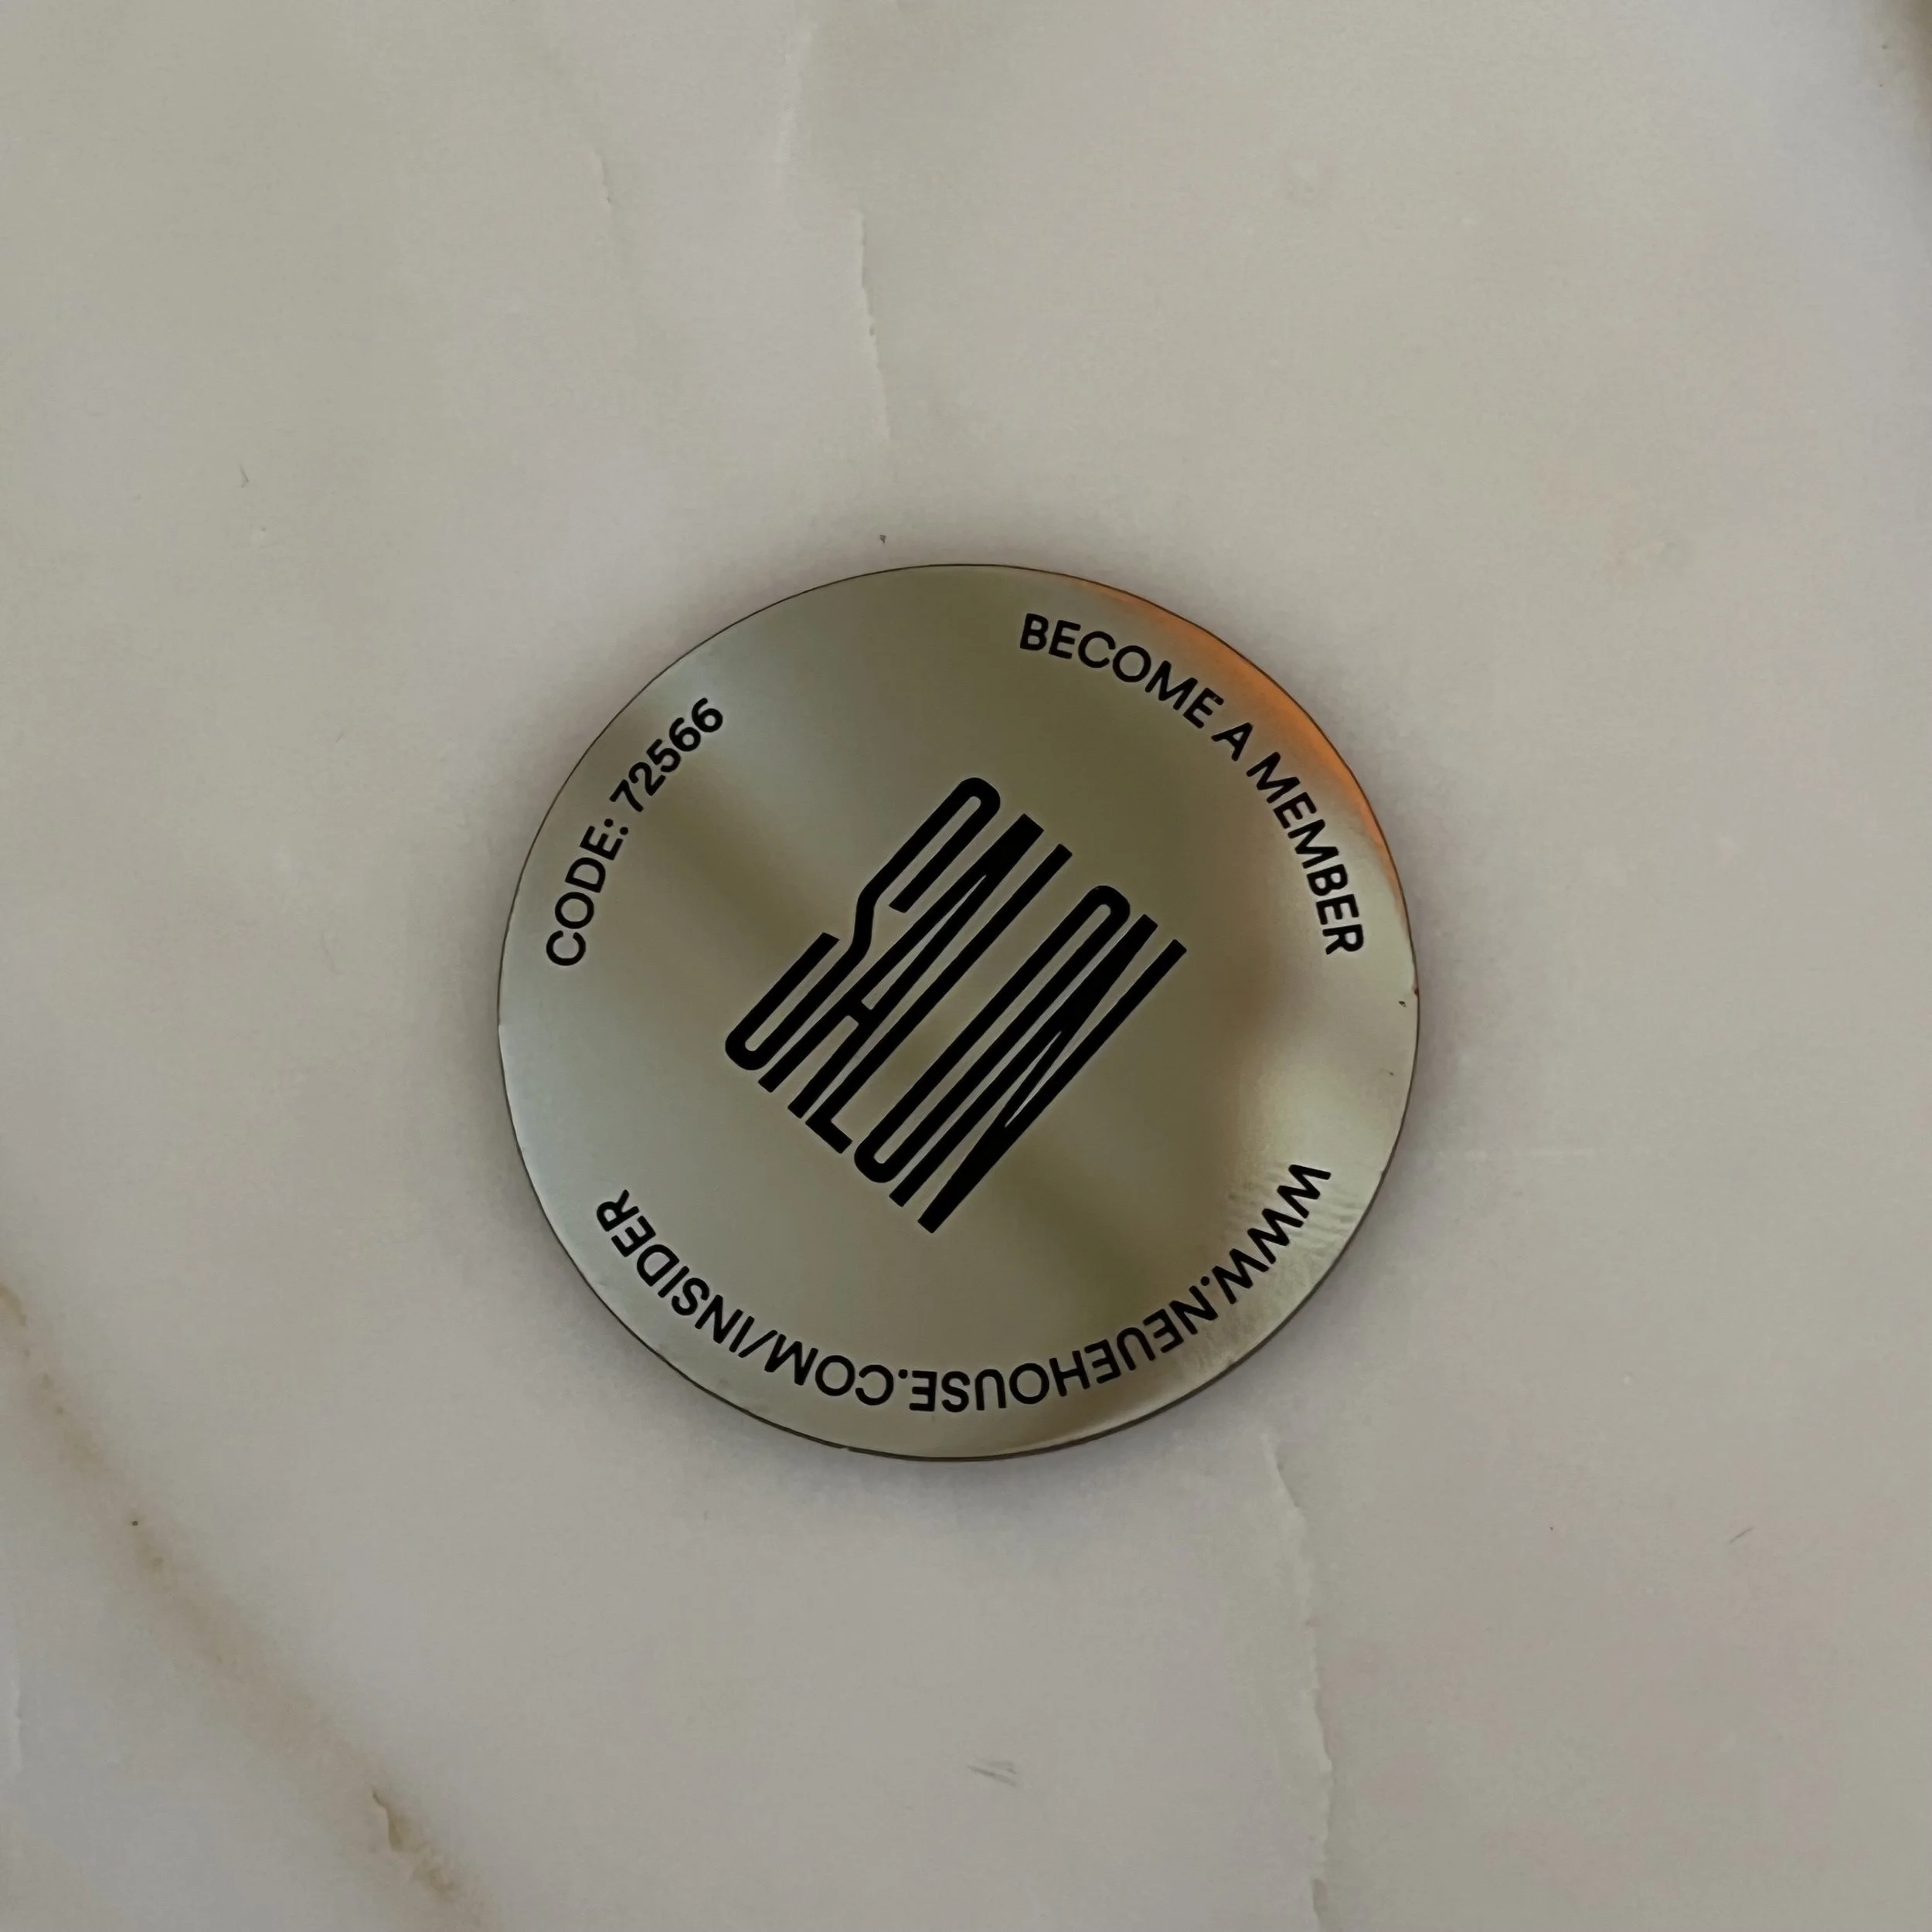 SALON
BECOME A MEMBER
WWW.NEUEHOUSE.COM/INSIDER
CODE: 72566